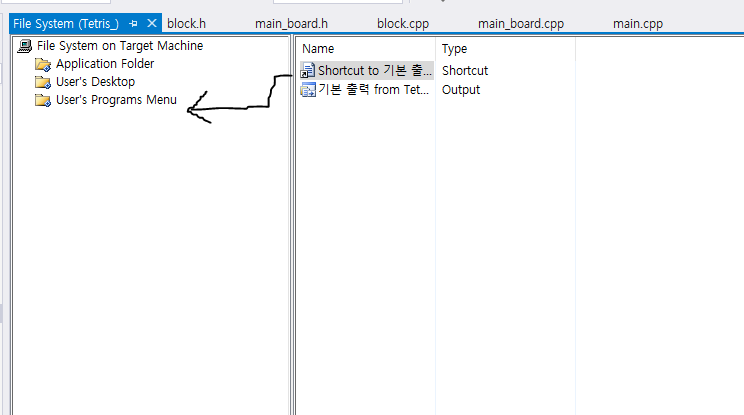 File System (Tetris_) block.h main_board.h block.cpp main_board.cpp main.cpp
File System on Target Machine
Application Folder
User's Desktop
User's Programs Menu
Name Type
Shortcut to 기본 출... Shortcut
기본 출력 from Tet... Output